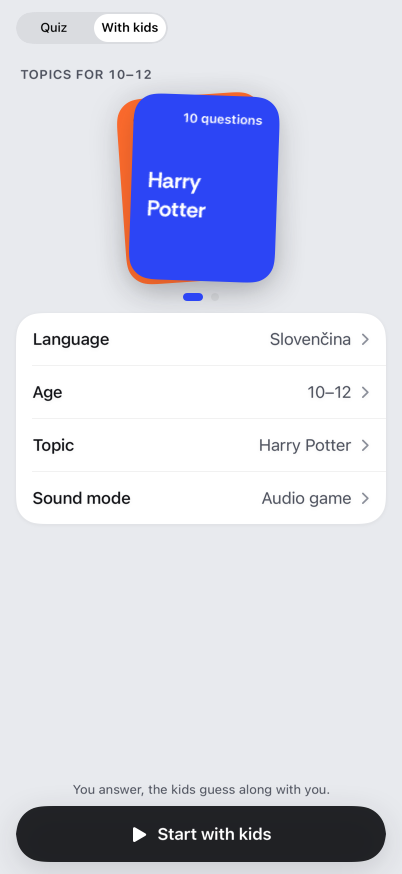 Quiz
With kids
TOPICS FOR 10–12
10 questions
Harry
Potter
Language
Slovenčina
Age
10–12
Topic
Harry Potter
Sound mode
Audio game
You answer, the kids guess along with you.
Start with kids